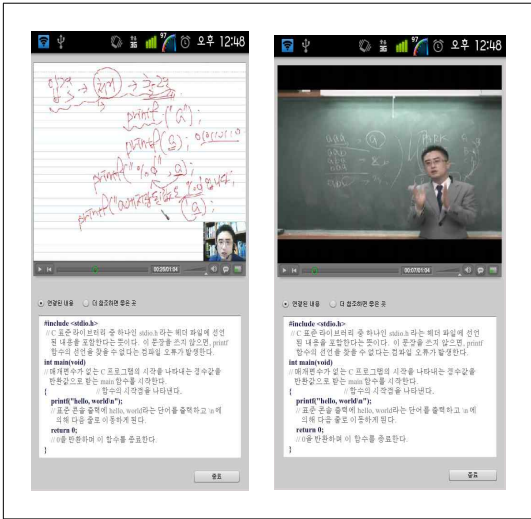 97
3G
오후 12:48
입력
처리
출력
printf("a");
printf(a);
printf("%d", a);
00:26/01:04
연결된 내용
더 참조하면 좋은 곳
#include <stdio.h>
// C 표준 라이브러리 중 하나인 stdio.h 라는 헤더 파일에 선언
된 내용을 포함한다는 뜻이다. 이 문장을 쓰지 않으면, printf
함수의 선언을 찾을 수 없다는 컴파일 오류가 발생한다.
int main(void)
// 매개변수가 없는 C 프로그램의 시작을 나타내는 정수값을
반환값으로 받는 main 함수를 시작한다.
{ // 함수의 시작점을 나타낸다.
printf("hello, world\n");
// 표준 콘솔 출력에 hello, world라는 단어를 출력하고 \n 에
의해 다음 줄로 이동하게 된다.
return 0;
// 0을 반환하며 이 함수를 종료한다.
}
종료
97
3G
오후 12:48
00:07/01:04
연결된 내용
더 참조하면 좋은 곳
#include <stdio.h>
// C 표준 라이브러리 중 하나인 stdio.h 라는 헤더 파일에 선언
된 내용을 포함한다는 뜻이다. 이 문장을 쓰지 않으면, printf
함수의 선언을 찾을 수 없다는 컴파일 오류가 발생한다.
int main(void)
// 매개변수가 없는 C 프로그램의 시작을 나타내는 정수값을
반환값으로 받는 main 함수를 시작한다.
{ // 함수의 시작점을 나타낸다.
printf("hello, world\n");
// 표준 콘솔 출력에 hello, world라는 단어를 출력하고 \n 에
의해 다음 줄로 이동하게 된다.
return 0;
// 0을 반환하며 이 함수를 종료한다.
}
종료